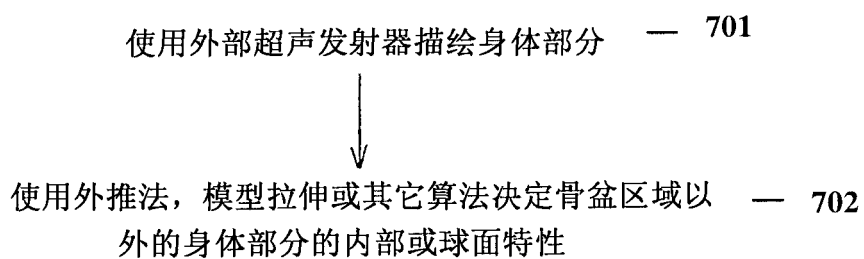 使用外部超声发射器描绘身体部分 — 701
使用外推法，模型拉伸或其它算法决定骨盆区域以 — 702
外的身体部分的内部或球面特性